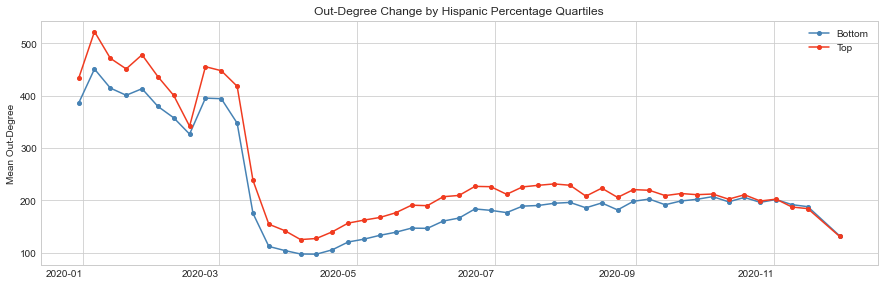 Out-Degree Change by Hispanic Percentage Quartiles
Bottom
Top
Mean Out-Degree
500
400
300
200
100
2020-01
2020-03
2020-05
2020-07
2020-09
2020-11